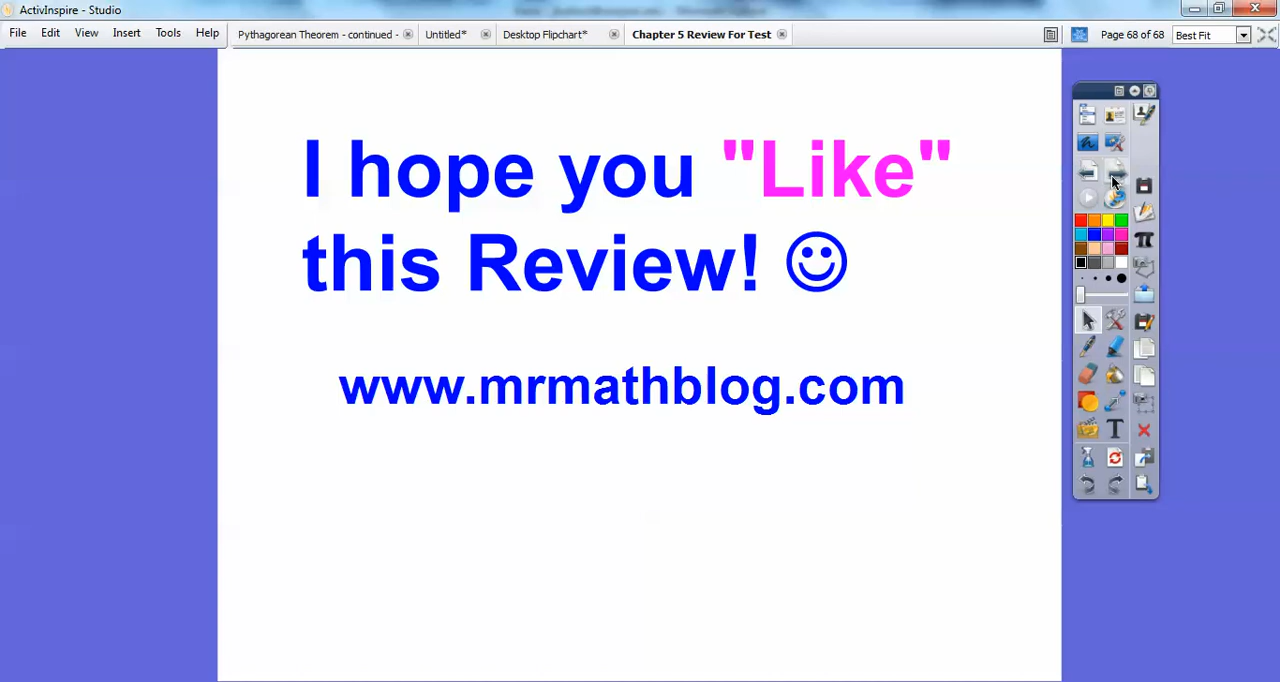 ActivInspire - Studio
File Edit View Insert Tools Help
Pythagorean Theorem - continued - Untitled* Desktop Flipchart* Chapter 5 Review For Test
Page 68 of 68 Best Fit
I hope you "Like"
this Review! ☺
www.mrmathblog.com
T